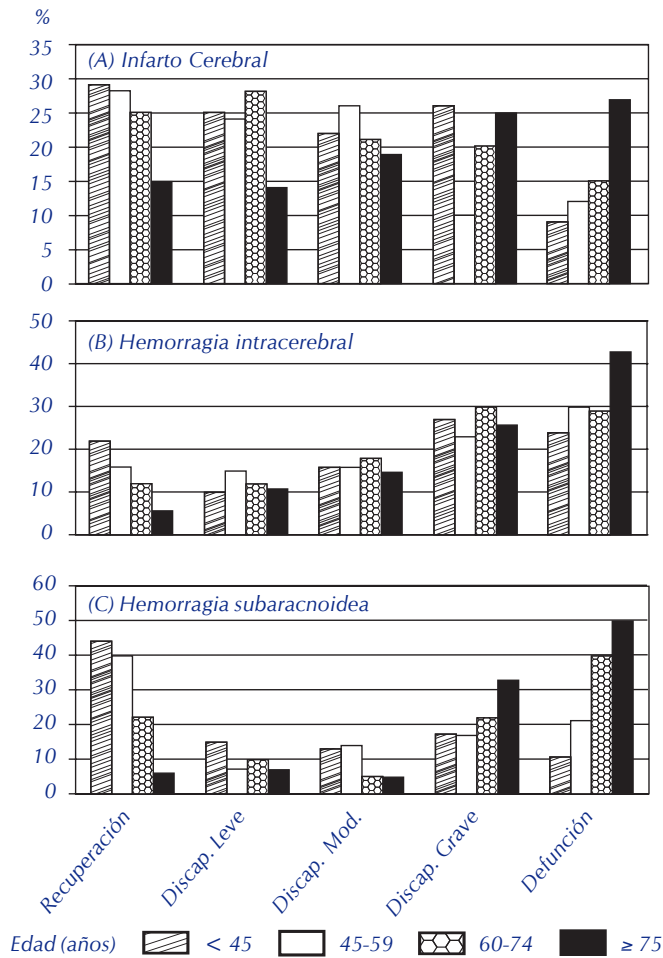 %
(A) Infarto Cerebral
35
30
25
20
15
10
5
0
(B) Hemorragia intracerebral
50
40
30
20
10
0
(C) Hemorragia subaracnoidea
60
50
40
30
20
10
0
Recuperación
Discap. Leve
Discap. Mod.
Discap. Grave
Defunción
Edad (años) < 45 45-59 60-74 ≥ 75